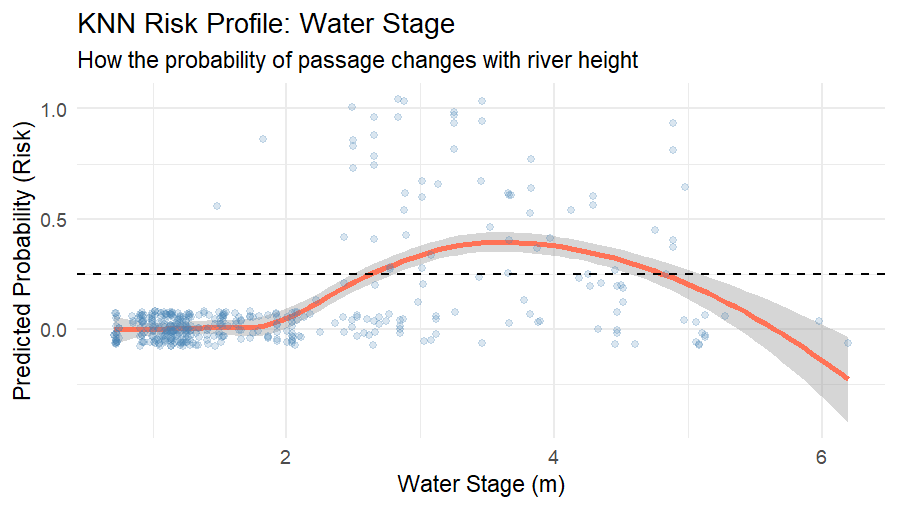 KNN Risk Profile: Water Stage
How the probability of passage changes with river height
Predicted Probability (Risk)
1.0
0.5
0.0
2
4
6
Water Stage (m)